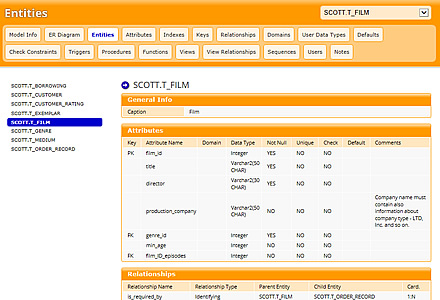 Entities
SCOTT.T_FILM
Model Info ER Diagram Entities Attributes Indexes Keys Relationships Domains User Data Types Defaults
Check Constraints Triggers Procedures Functions Views View Relationships Sequences Users Notes
SCOTT.T_BORROWING
SCOTT.T_CUSTOMER
SCOTT.T_CUSTOMER_RATING
SCOTT.T_EXEMPLAR
SCOTT.T_FILM
SCOTT.T_GENRE
SCOTT.T_MEDIUM
SCOTT.T_ORDER_RECORD
SCOTT.T_FILM
General Info
Caption Film
Attributes
Key Attribute Name Domain Data Type Not Null Unique Check Default Comments
PK film_id Integer YES NO NO
title Varchar2(50 CHAR) YES NO NO
director Varchar2(30 CHAR) YES NO NO
production_company Varchar2(50 CHAR) NO NO NO Company name must contain also information about company type - LTD, Inc. and so on.
FK genre_id Integer YES NO NO
min_age Integer NO NO NO
FK film_ID_episodes Integer NO NO NO
Relationships
Relationship Name Relationship Type Parent Entity Child Entity Card.
is_required_by Identifying SCOTT.T_FILM SCOTT.T_ORDER_RECORD 1:N